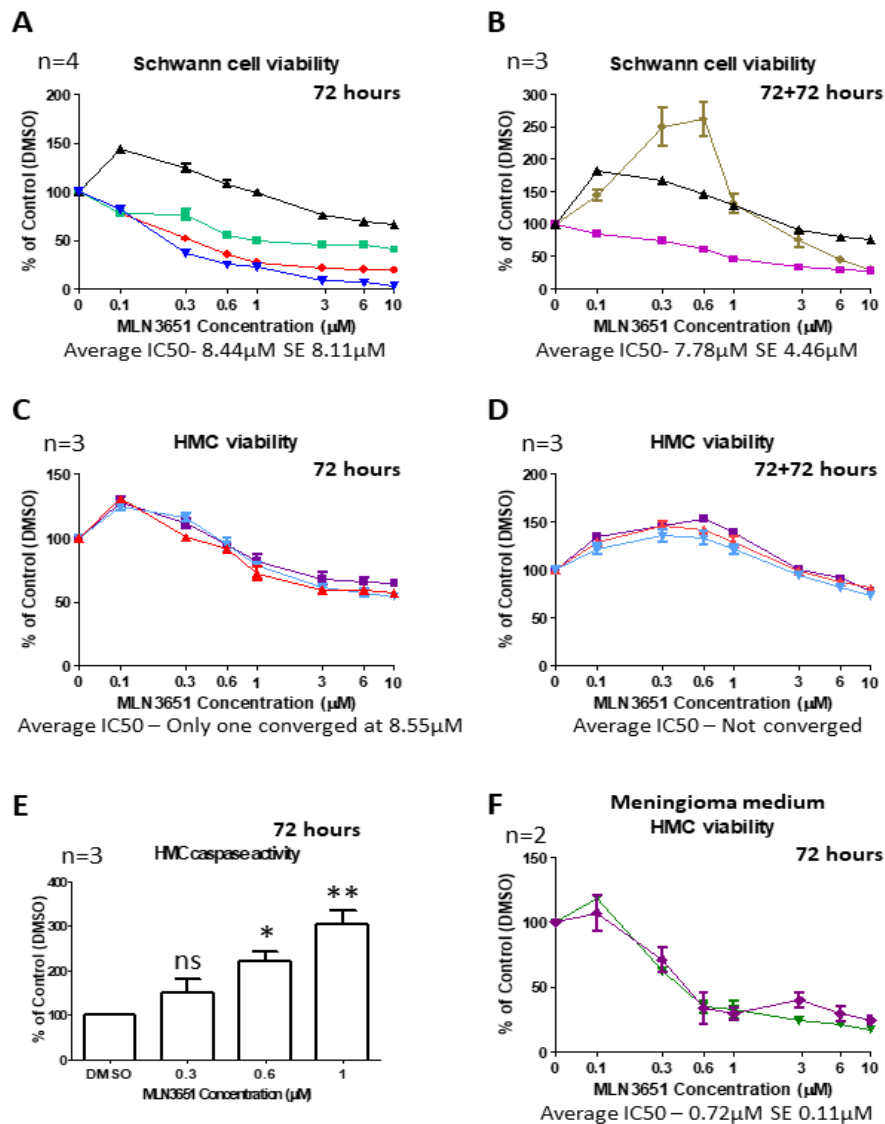 A
n=4
Schwann cell viability
72 hours
% of Control (DMSO)
200
150
100
50
0
0 0.1 0.3 0.6 1 3 6 10
MLN3651 Concentration (µM)
Average IC50- 8.44µM SE 8.11µM
B
n=3
Schwann cell viability
72+72 hours
% of Control (DMSO)
300
250
200
150
100
50
0
0 0.1 0.3 0.6 1 3 6 10
MLN3651 Concentration (µM)
Average IC50- 7.78µM SE 4.46µM
C
n=3
HMC viability
72 hours
% of Control (DMSO)
150
100
50
0
0 0.1 0.3 0.6 1 3 6 10
MLN3651 Concentration (µM)
Average IC50 – Only one converged at 8.55µM
D
n=3
HMC viability
72+72 hours
% of Control (DMSO)
200
150
100
50
0
0 0.1 0.3 0.6 1 3 6 10
MLN3651 Concentration (µM)
Average IC50 – Not converged
E
72 hours
n=3
HMC caspase activity
% of Control (DMSO)
400
300
200
100
0
ns
*
**
DMSO 0.3 0.6 1
MLN3651 Concentration (µM)
F
Meningioma medium
HMC viability
n=2
72 hours
% of Control (DMSO)
150
100
50
0
0 0.1 0.3 0.6 1 3 6 10
MLN3651 Concentration (µM)
Average IC50 – 0.72µM SE 0.11µM